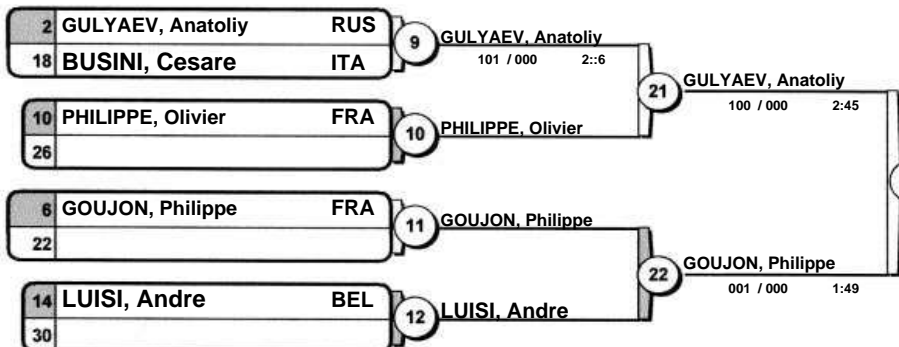 2 GULYAEV, Anatoliy RUS
18 BUSINI, Cesare ITA
9
GULYAEV, Anatoliy
101 / 000 2::6
10 PHILIPPE, Olivier FRA
26
10
PHILIPPE, Olivier
21
GULYAEV, Anatoliy
100 / 000 2:45
6 GOUJON, Philippe FRA
22
11
GOUJON, Philippe
14 LUISI, Andre BEL
30
12
LUISI, Andre
22
GOUJON, Philippe
001 / 000 1:49